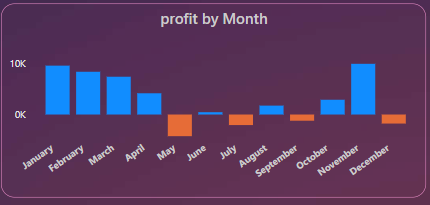 profit by Month
10K
0K
January
February
March
April
May
June
July
August
September
October
November
December